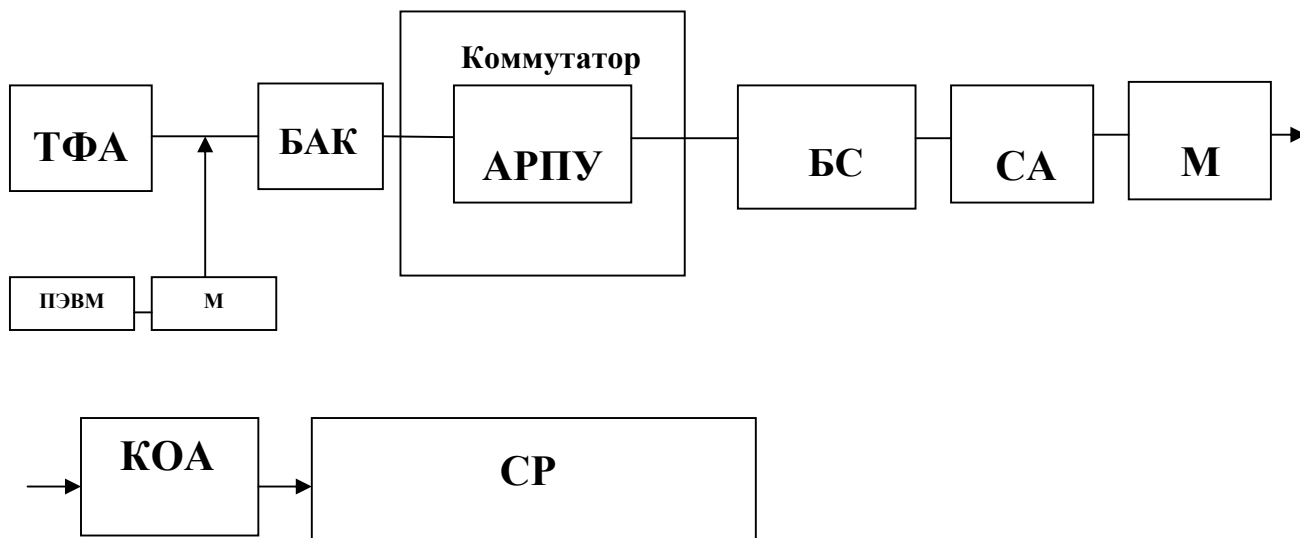 Коммутатор
ТФА
БАК
АРПУ
БС
СА
М
ПЭВМ
М
КОА
СР